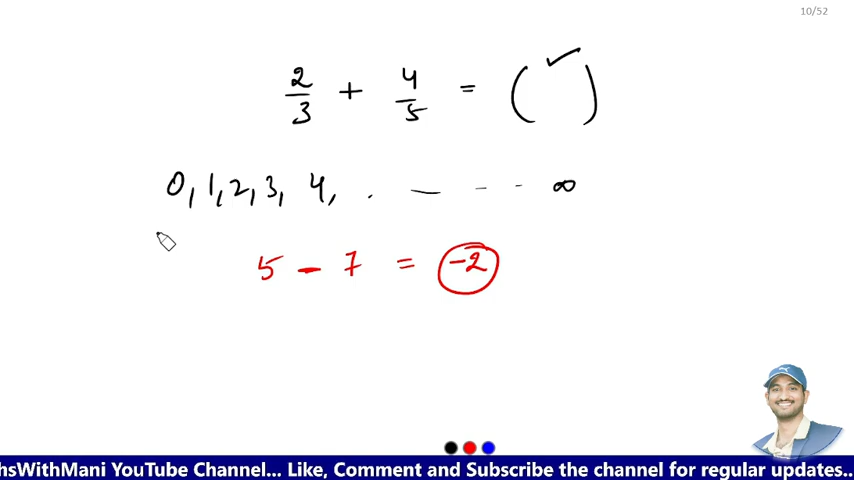 10/52
2/3 + 4/5 = ( ✓ )
0, 1, 2, 3, 4, . — - - ∞
5 - 7 = -2
hsWithMani YouTube Channel... Like, Comment and Subscribe the channel for regular updates..